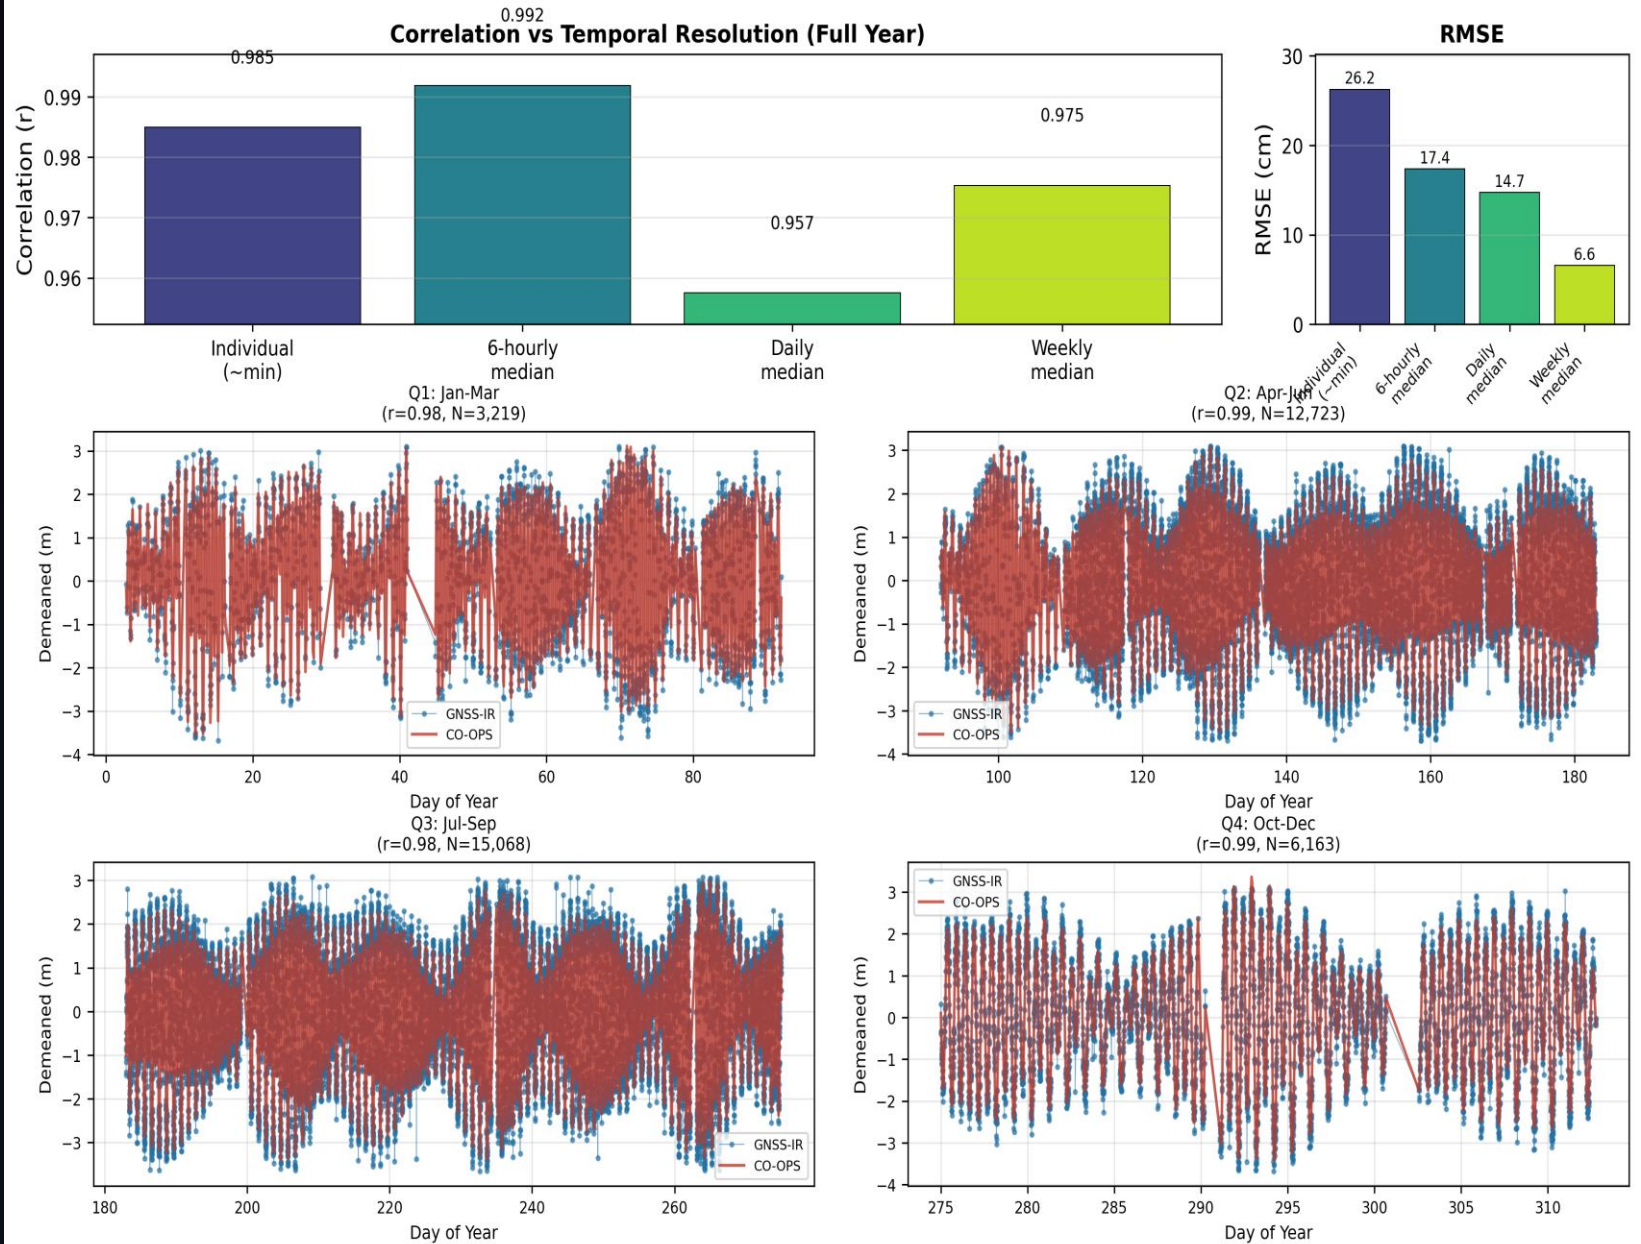 0.992
Correlation vs Temporal Resolution (Full Year)
0.985
0.975
0.957
Correlation (r)
0.99
0.98
0.97
0.96
Individual
(~min)
6-hourly
median
Daily
median
Weekly
median
RMSE
RMSE (cm)
30
20
10
0
26.2
17.4
14.7
6.6
Individual
(~min)
6-hourly
median
Daily
median
Weekly
median
Q1: Jan-Mar
(r=0.98, N=3,219)
Demeaned (m)
3
2
1
0
−1
−2
−3
−4
GNSS-IR
CO-OPS
0
20
40
60
80
Day of Year
Q2: Apr-Jun
(r=0.99, N=12,723)
Demeaned (m)
3
2
1
0
−1
−2
−3
−4
GNSS-IR
CO-OPS
100
120
140
160
180
Day of Year
Q3: Jul-Sep
(r=0.98, N=15,068)
Demeaned (m)
3
2
1
0
−1
−2
−3
GNSS-IR
CO-OPS
180
200
220
240
260
Day of Year
Q4: Oct-Dec
(r=0.99, N=6,163)
Demeaned (m)
GNSS-IR
CO-OPS
3
2
1
0
−1
−2
−3
−4
275
280
285
290
295
300
305
310
Day of Year